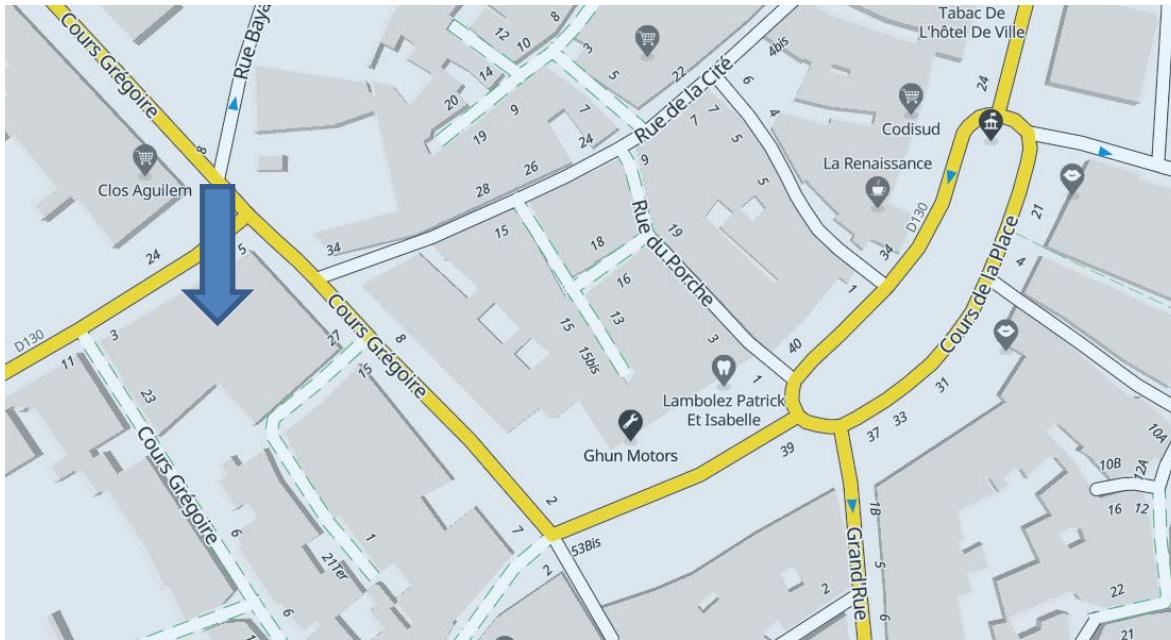 Cours Grégoire
Rue Baya
8
Clos Aguilem
24
5
D130
11
3
23
Cours Grégoire
6
6
1
21Ter
27
15
8
Cours Grégoire
34
28
26
24
Rue de la Cité
22
4bis
12
10
8
14
20
9
19
3
5
7
7
7
6
4
5
5
9
15
18
16
13
15
15bis
Rue du Porche
19
3
1
40
Lambolez Patrick
Et Isabelle
Ghun Motors
Tabac De
L'hôtel De Ville
24
Codisud
La Renaissance
D130
34
1
Cours de la Place
21
4
31
33
37
39
2
7
2
53Bis
1B
5
6
Grand'Rue
2
10A
10B
12A
16
12
22
21